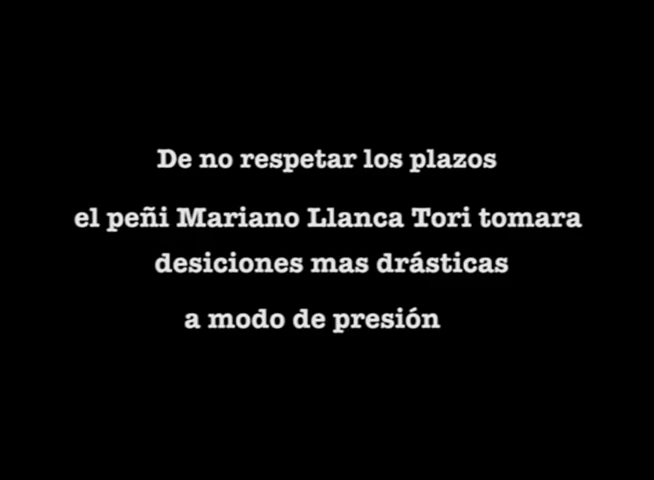 De no respetar los plazos
el peñi Mariano Llanca Tori tomara
desiciones mas drásticas
a modo de presión